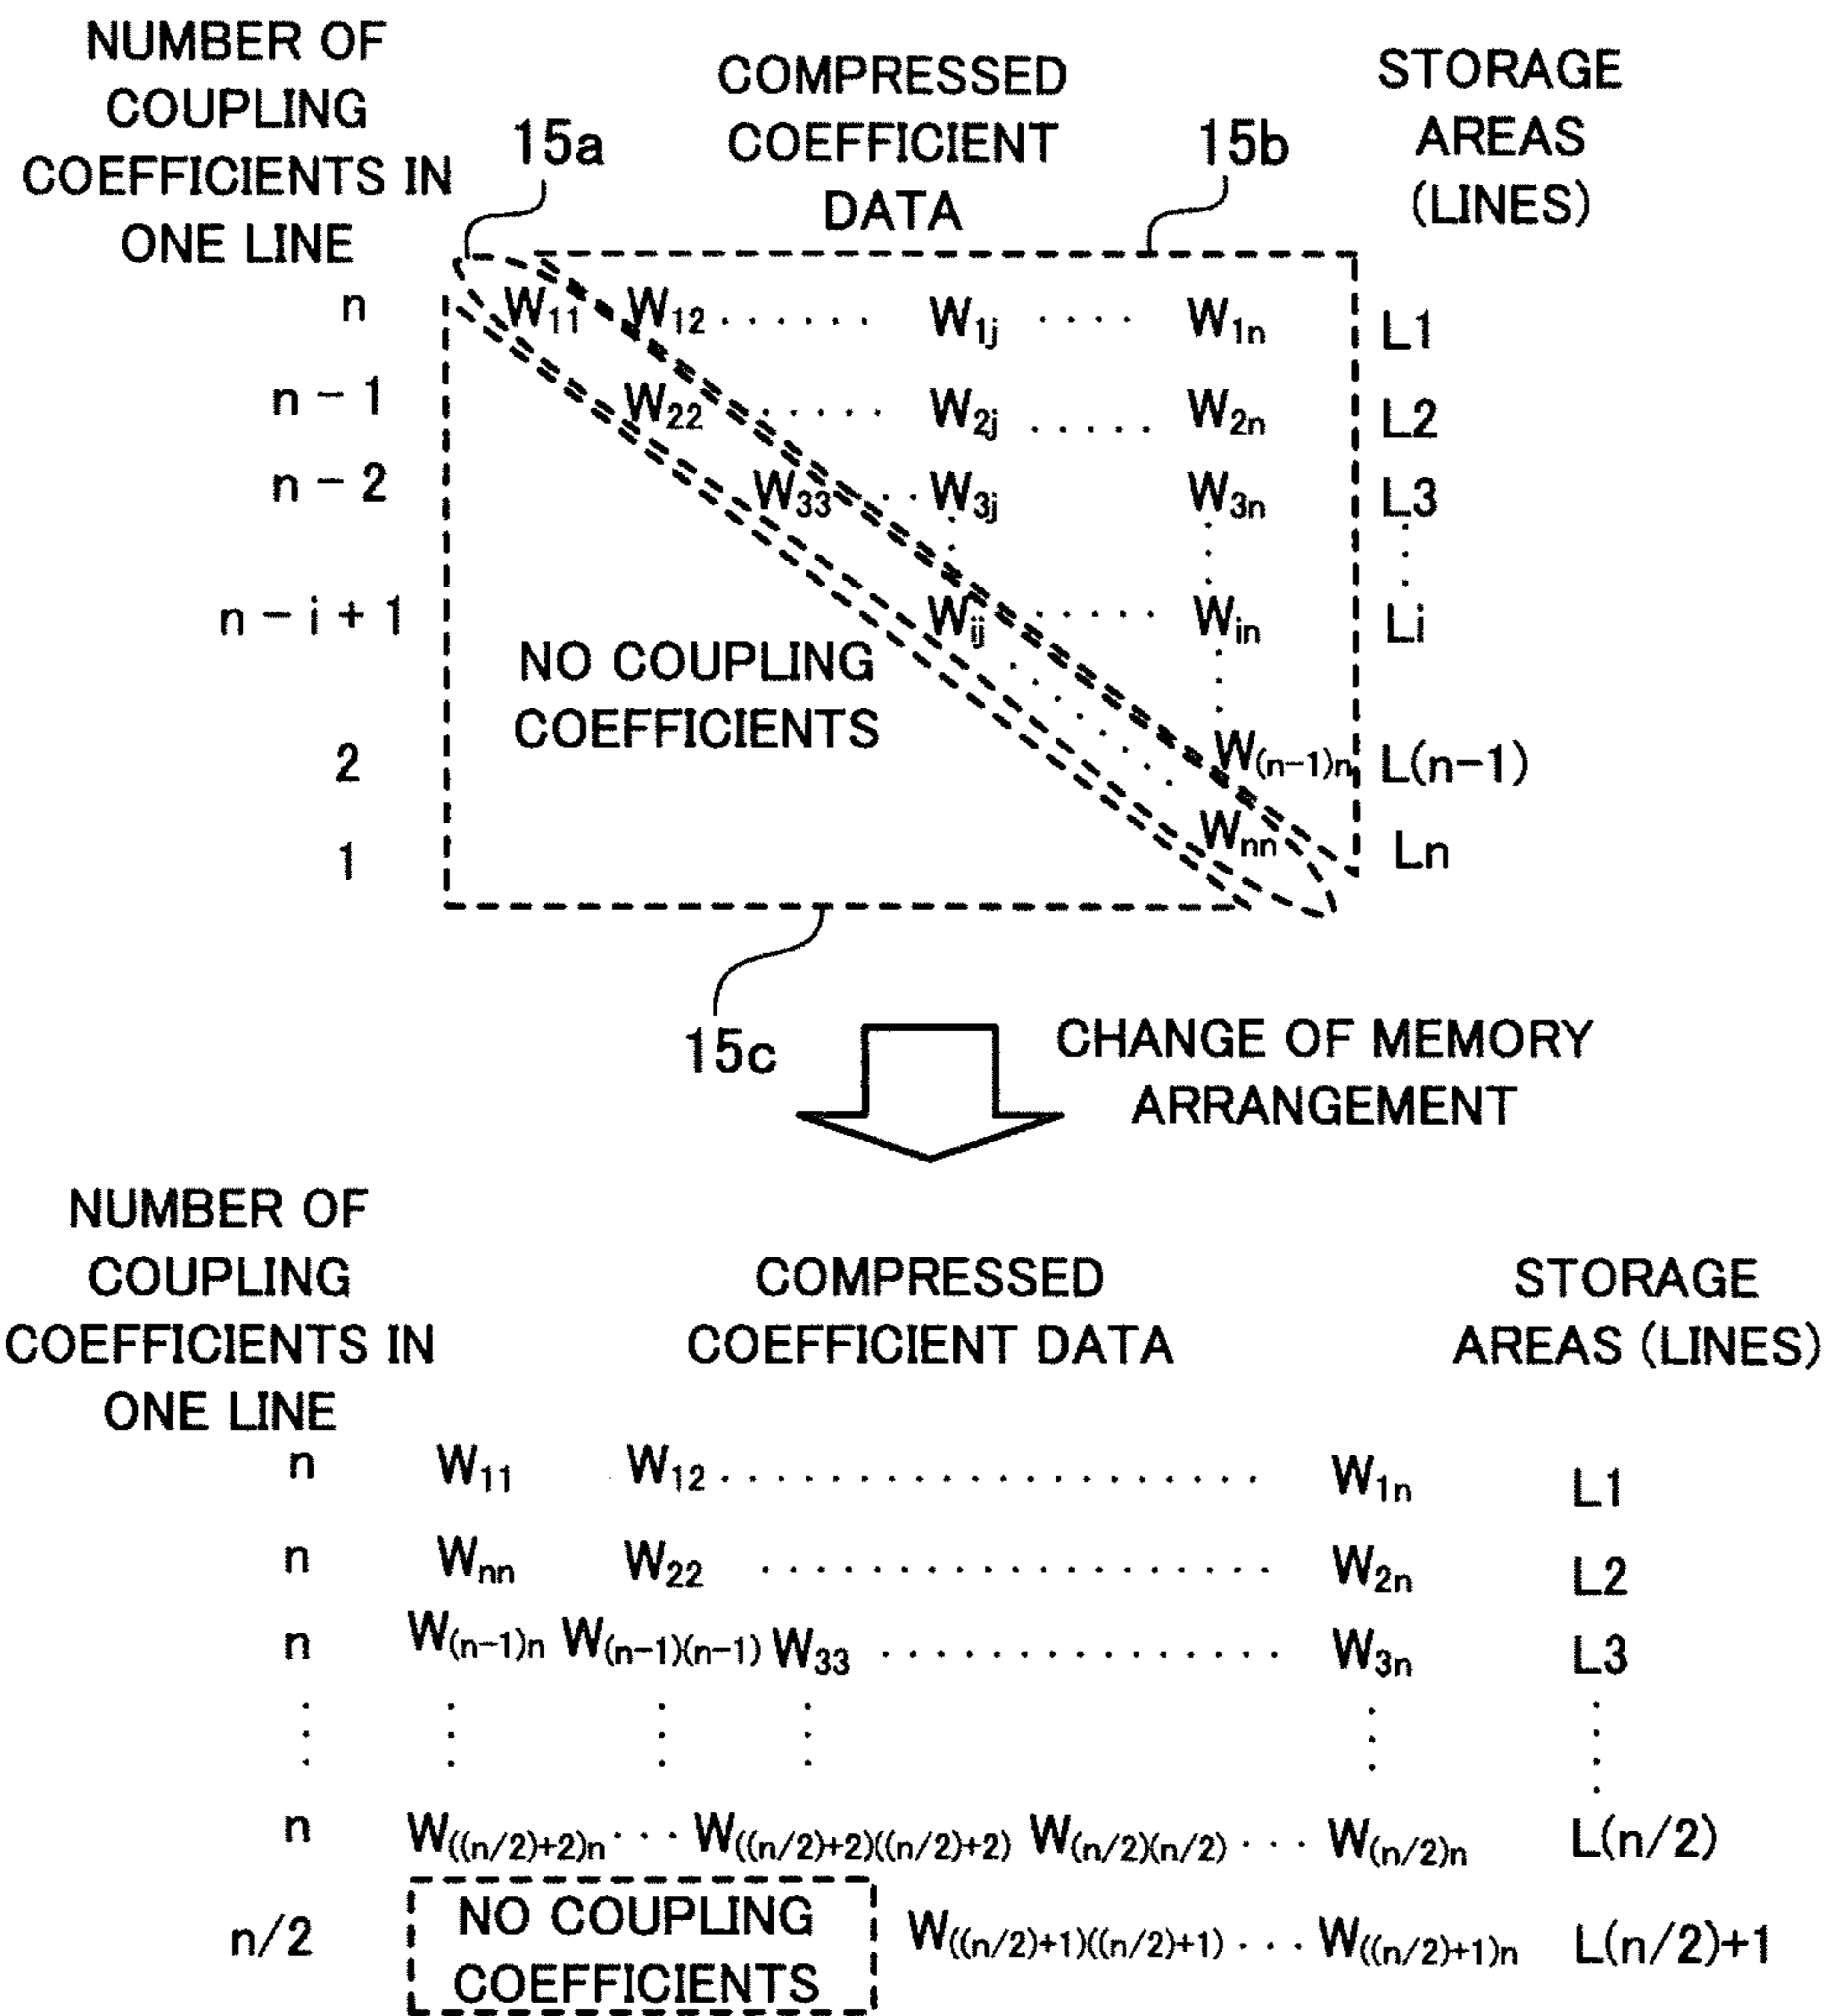 NUMBER OF
COUPLING
COEFFICIENTS IN
ONE LINE
COMPRESSED
COEFFICIENT
DATA
STORAGE
AREAS
(LINES)
15a
15b
n W11 W12 ...... W1j .... W1n L1
n - 1 W22 ..... W2j ..... W2n L2
n - 2 W33 .. W3j W3n L3
n - i + 1 Wij ..... Win Li
NO COUPLING
COEFFICIENTS
2 W(n-1)n L(n-1)
1 Wnn Ln
15c
CHANGE OF MEMORY
ARRANGEMENT
NUMBER OF
COUPLING
COEFFICIENTS IN
ONE LINE
COMPRESSED
COEFFICIENT DATA
STORAGE
AREAS (LINES)
n W11 W12 .................... W1n L1
n Wnn W22 ................... W2n L2
n W(n-1)n W(n-1)(n-1) W33 ............... W3n L3
n W((n/2)+2)n ... W((n/2)+2)((n/2)+2) W(n/2)(n/2) ... W(n/2)n L(n/2)
n/2 NO COUPLING
COEFFICIENTS
W((n/2)+1)((n/2)+1) ... W((n/2)+1)n L(n/2)+1